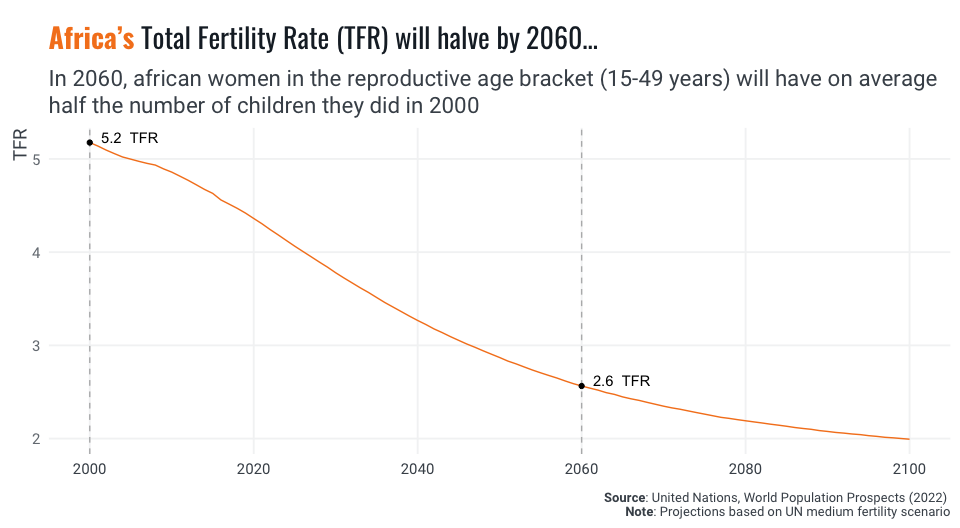 Africa's Total Fertility Rate (TFR) will halve by 2060...
In 2060, african women in the reproductive age bracket (15-49 years) will have on average
half the number of children they did in 2000
TFR
5.2 TFR
5
4
3
2.6 TFR
2
2000 2020 2040 2060 2080 2100
Source: United Nations, World Population Prospects (2022)
Note: Projections based on UN medium fertility scenario